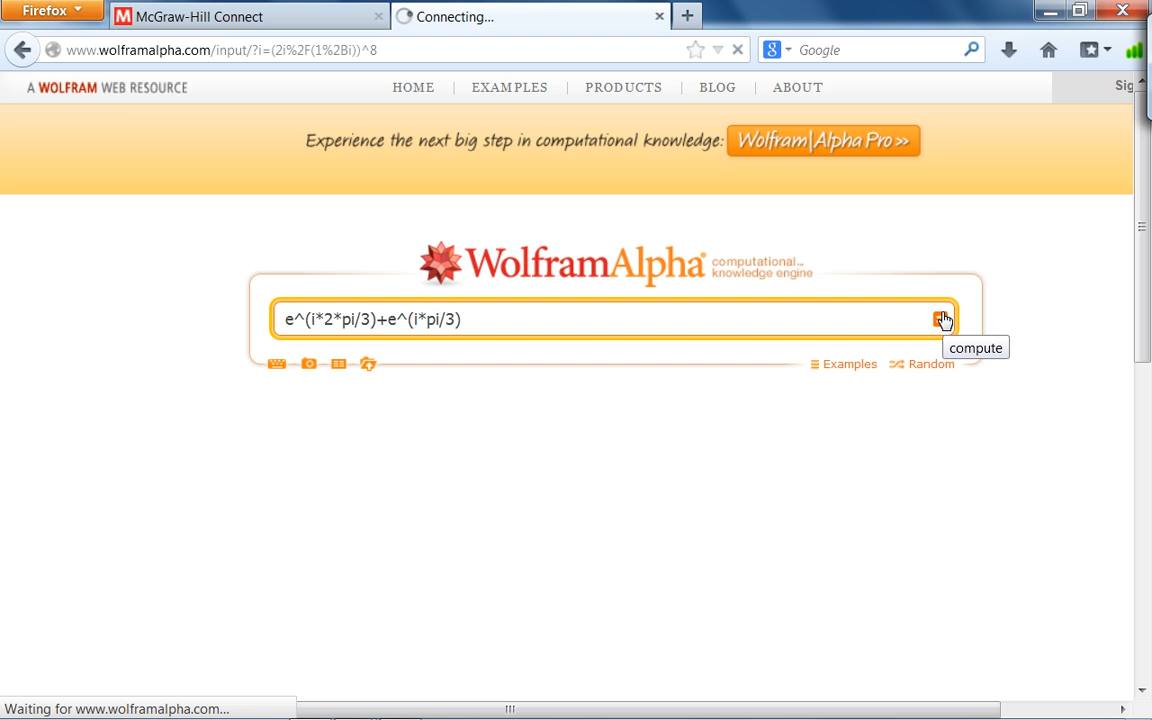 Firefox
McGraw-Hill Connect
Connecting...
www.wolframalpha.com/input/?i=(2i%2F(1%2Bi))^8
Google
A WOLFRAM WEB RESOURCE
HOME | EXAMPLES | PRODUCTS | BLOG | ABOUT
Experience the next big step in computational knowledge: Wolfram|Alpha Pro >>
WolframAlpha computational... knowledge engine
e^(i*2*pi/3)+e^(i*pi/3)
compute
Examples Random
Waiting for www.wolframalpha.com...